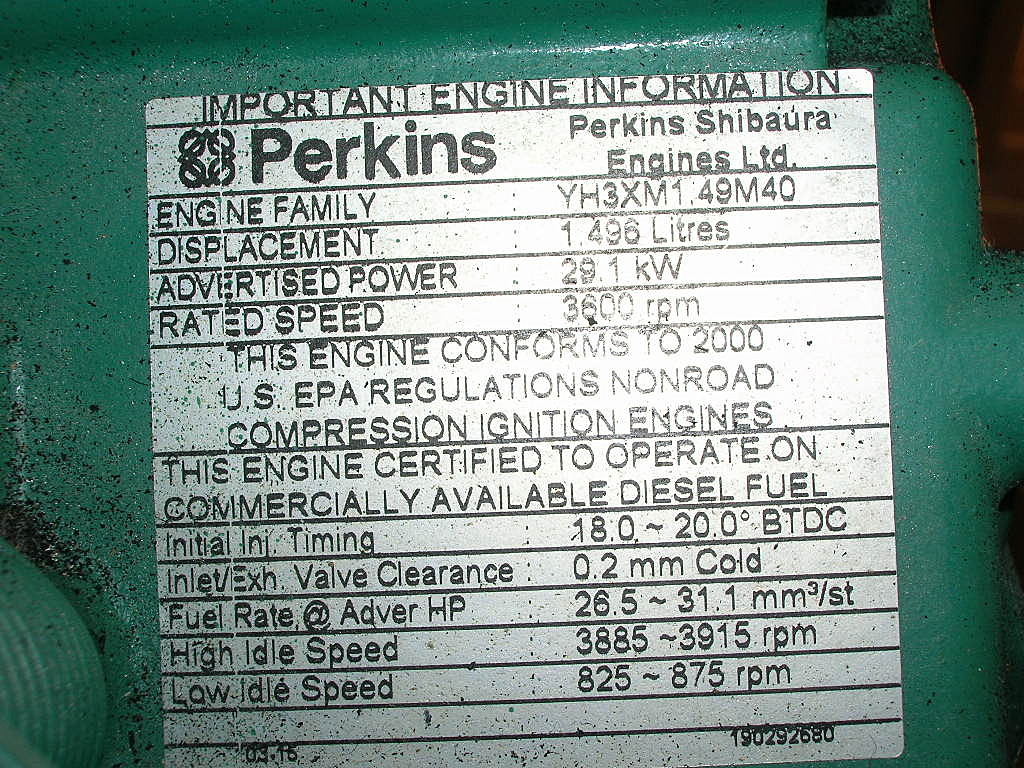 IMPORTANT ENGINE INFORMATION
Perkins Perkins Shibaura
Engines Ltd.
ENGINE FAMILY YH3XM1.49M40
DISPLACEMENT 1.496 Litres
ADVERTISED POWER : 29.1 kW
RATED SPEED : 3600 rpm
THIS ENGINE CONFORMS TO 2000
U.S. EPA REGULATIONS NONROAD
COMPRESSION IGNITION ENGINES
THIS ENGINE CERTIFIED TO OPERATE ON
COMMERCIALLY AVAILABLE DIESEL FUEL
Initial Inj. Timing : 18.0 ~ 20.0° BTDC
Inlet/Exh. Valve Clearance : 0.2 mm Cold
Fuel Rate @ Adver HP 26.5 ~ 31.1 mm³/st
High Idle Speed 3885 ~3915 rpm
Low Idle Speed 825 ~ 875 rpm
190292680